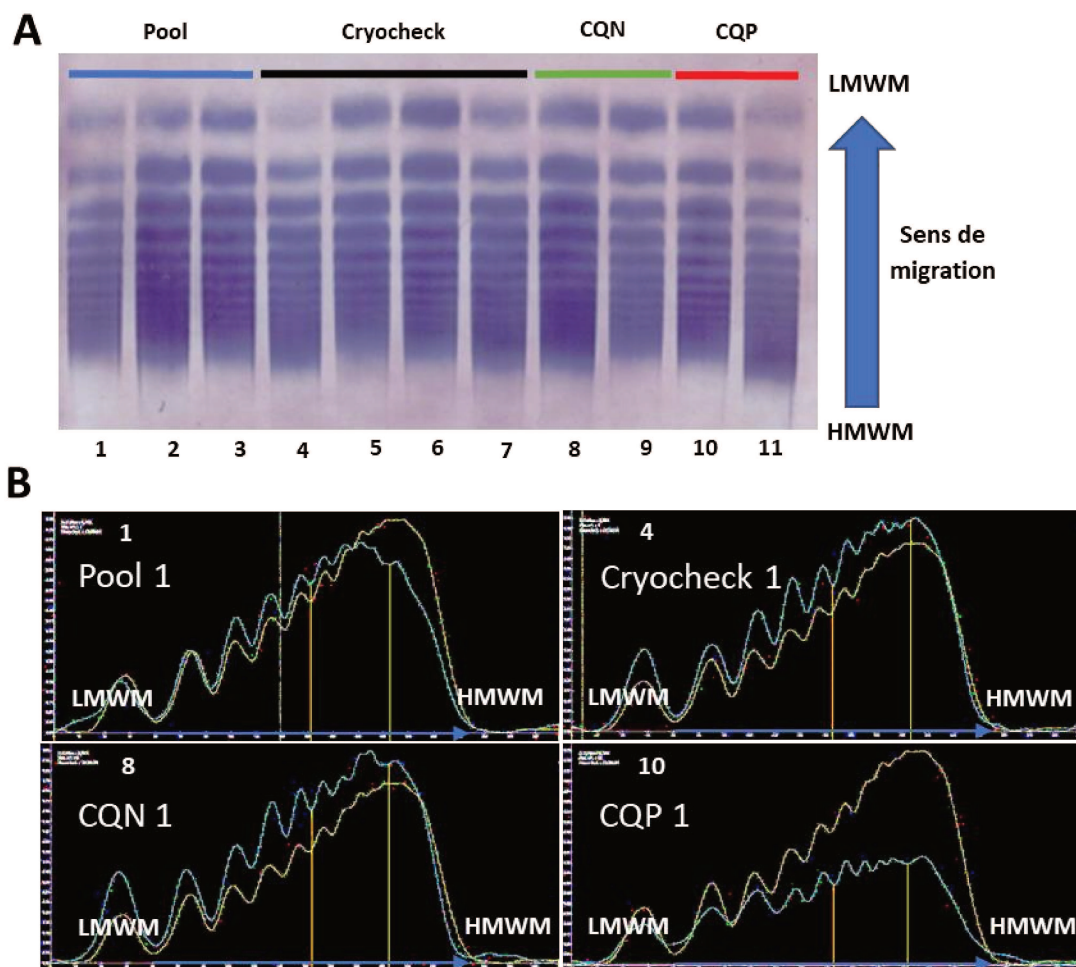 A
Pool Cryocheck CQN CQP
LMWM
Sens de
migration
HMWM
1 2 3 4 5 6 7 8 9 10 11
B
1
Pool 1
LMWM
HMWM
4
Cryocheck 1
LMWM
HMWM
8
CQN 1
LMWM
HMWM
10
CQP 1
LMWM
HMWM